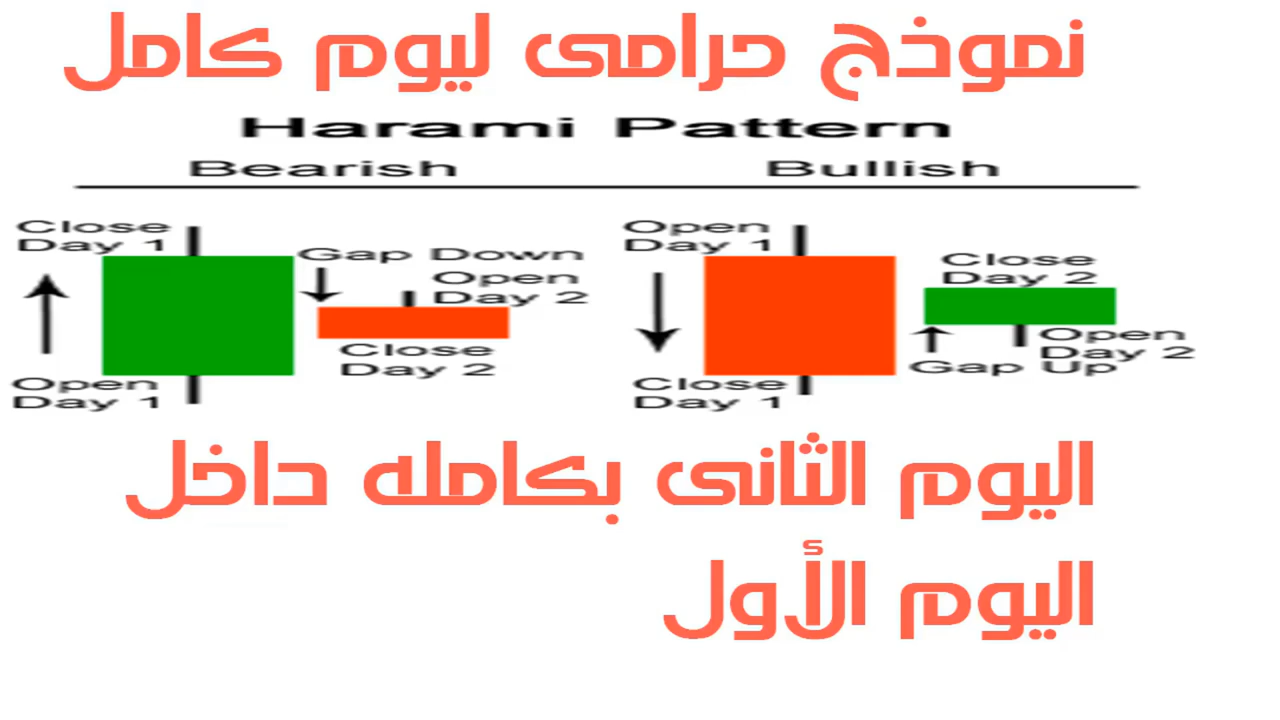 نموذج حرامى ليوم كامل
Harami Pattern
Bearish
Bullish
Close
Day 1
Gap Down
Open
Day 2
Close
Day 2
Open
Day 1
Open
Day 1
Close
Day 2
Open
Day 2
Gap Up
Close
Day 1
اليوم الثانى بكامله داخل
اليوم الأول